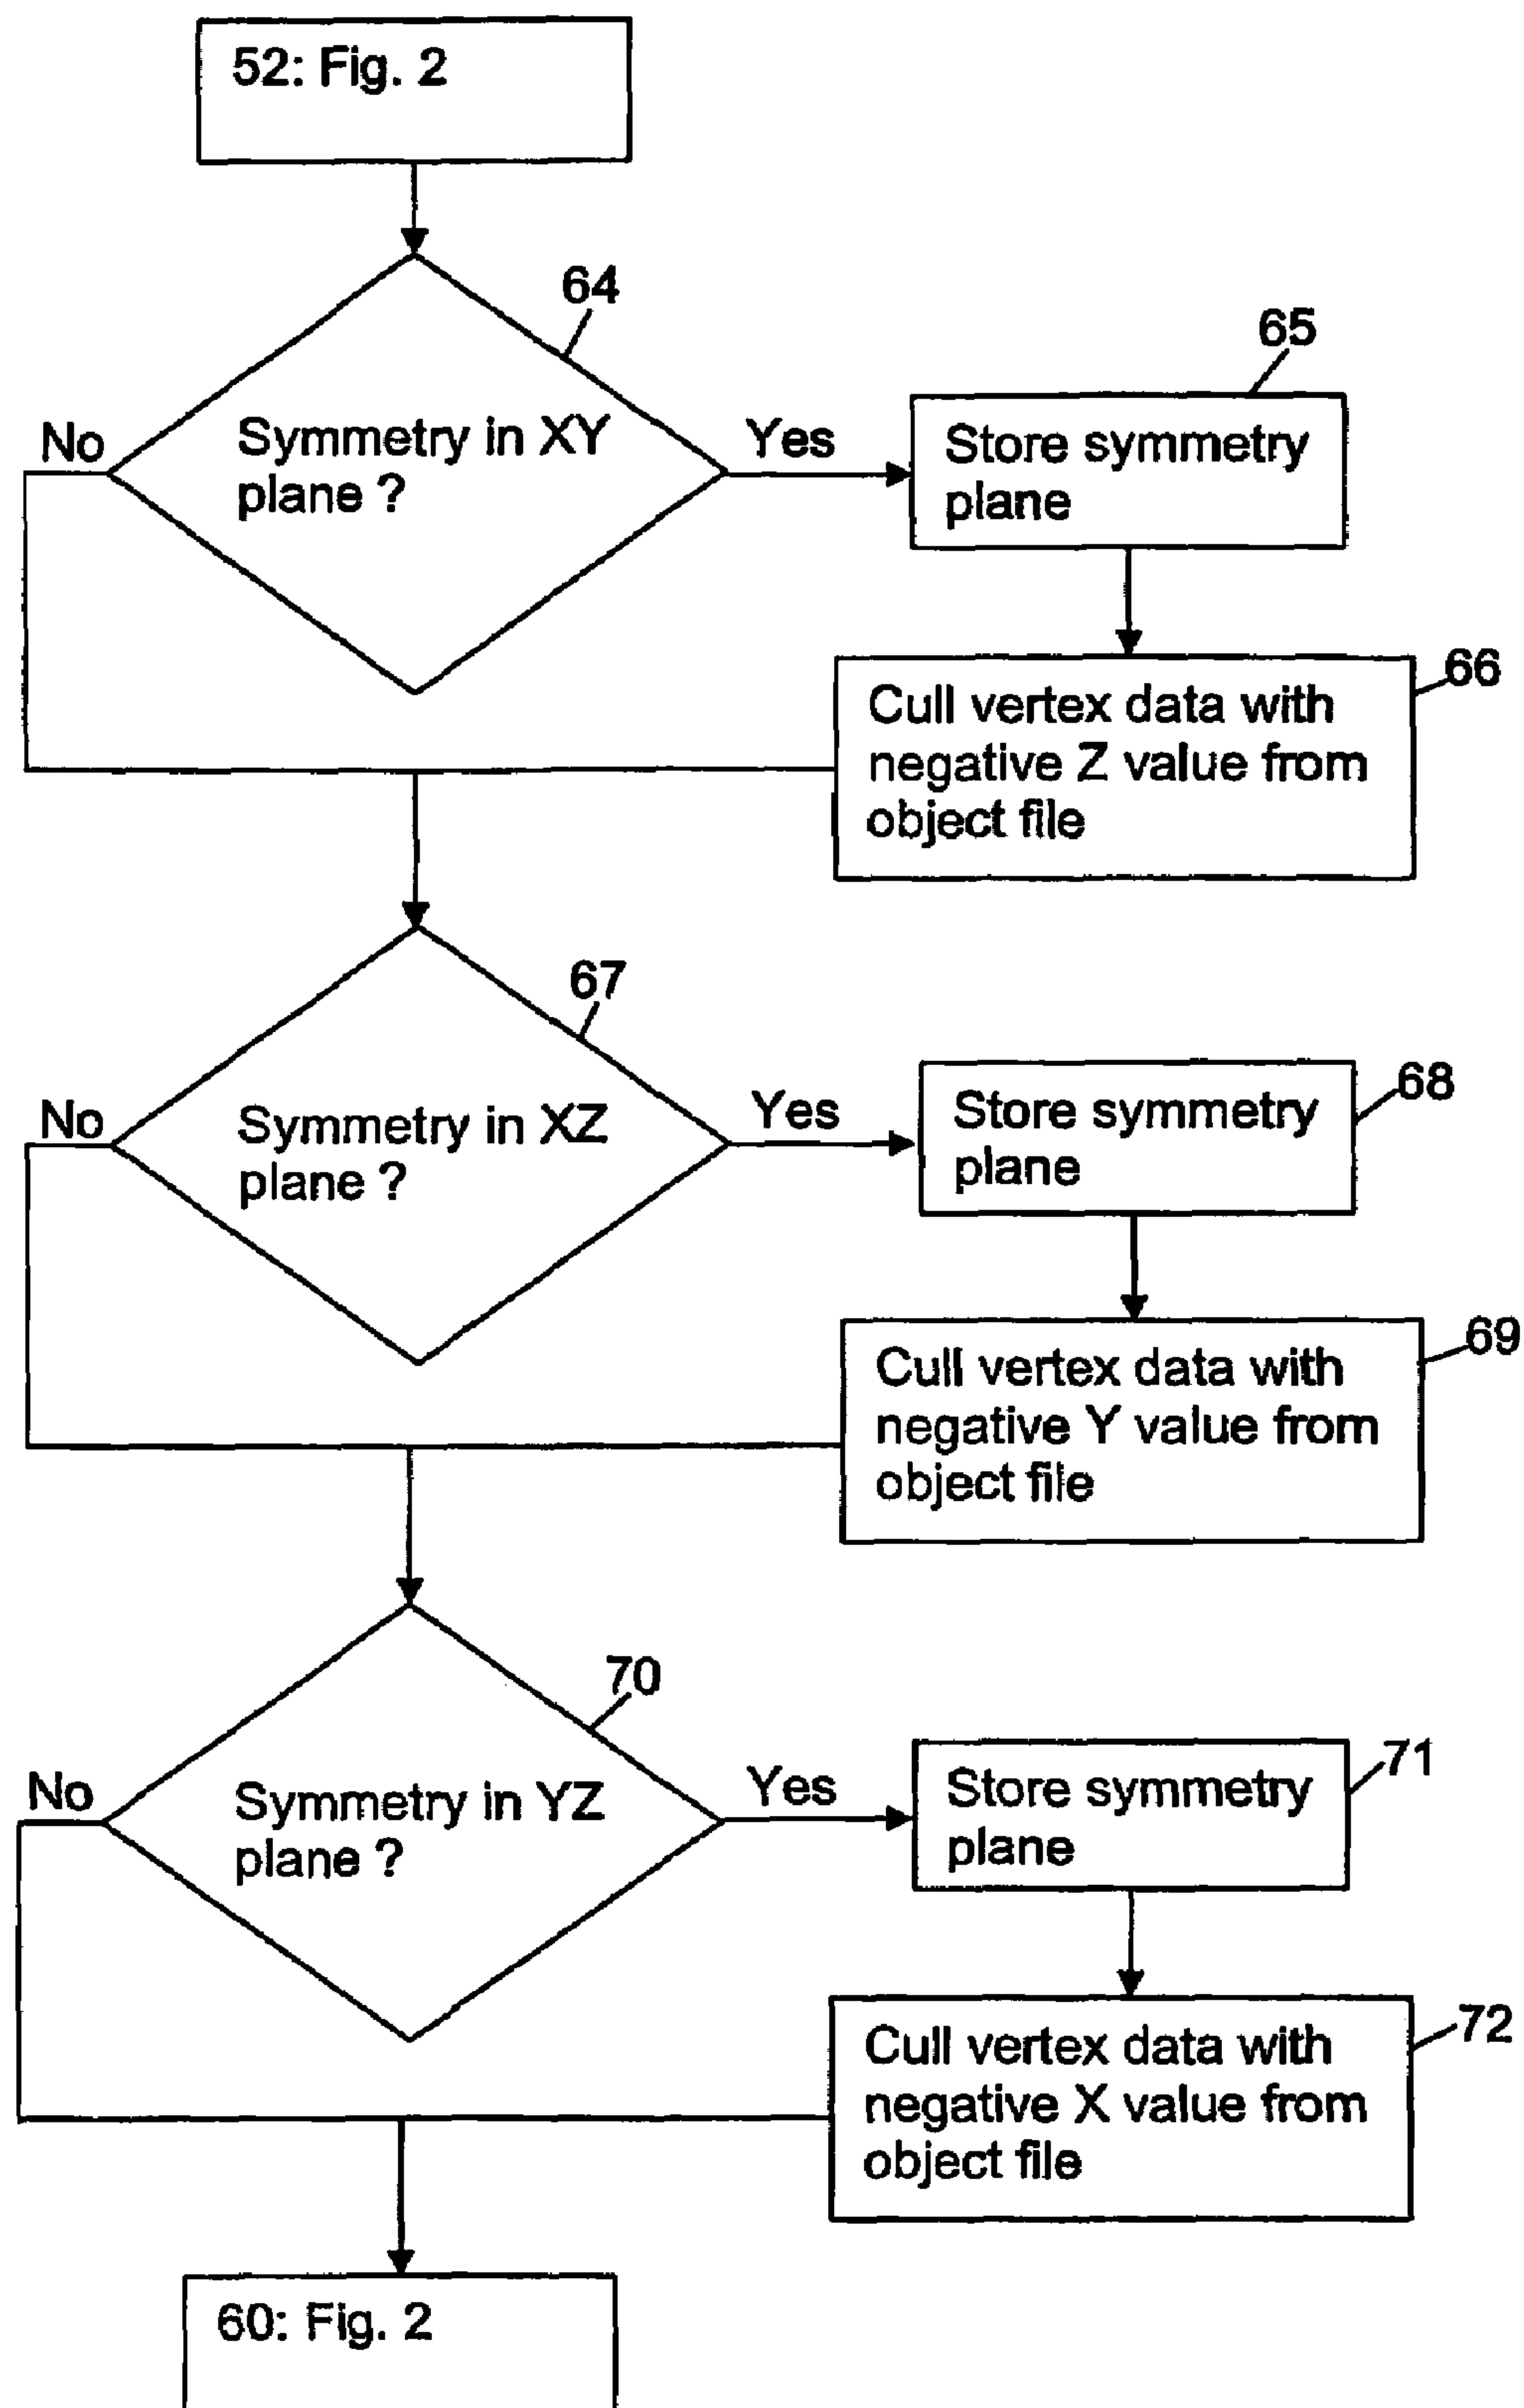 52: Fig. 2
64
65
No
Symmetry in XY
plane ?
Yes
Store symmetry
plane
66
Cull vertex data with
negative Z value from
object file
67
68
No
Symmetry in XZ
plane ?
Yes
Store symmetry
plane
69
Cull vertex data with
negative Y value from
object file
70
71
No
Symmetry in YZ
plane ?
Yes
Store symmetry
plane
72
Cull vertex data with
negative X value from
object file
60: Fig. 2